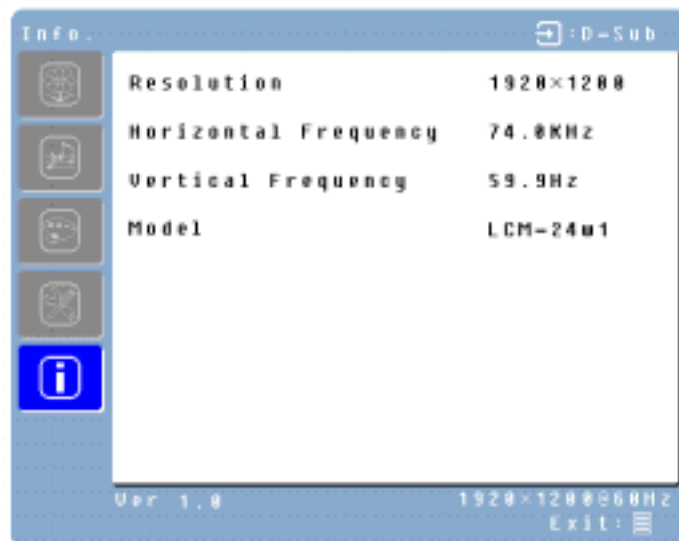 Info. :D-Sub
Resolution 1920×1200
Horizontal Frequency 74.0KHz
Vertical Frequency 59.9Hz
Model LCM-24w1
Ver 1.0 1920×1200@60Hz
Exit: